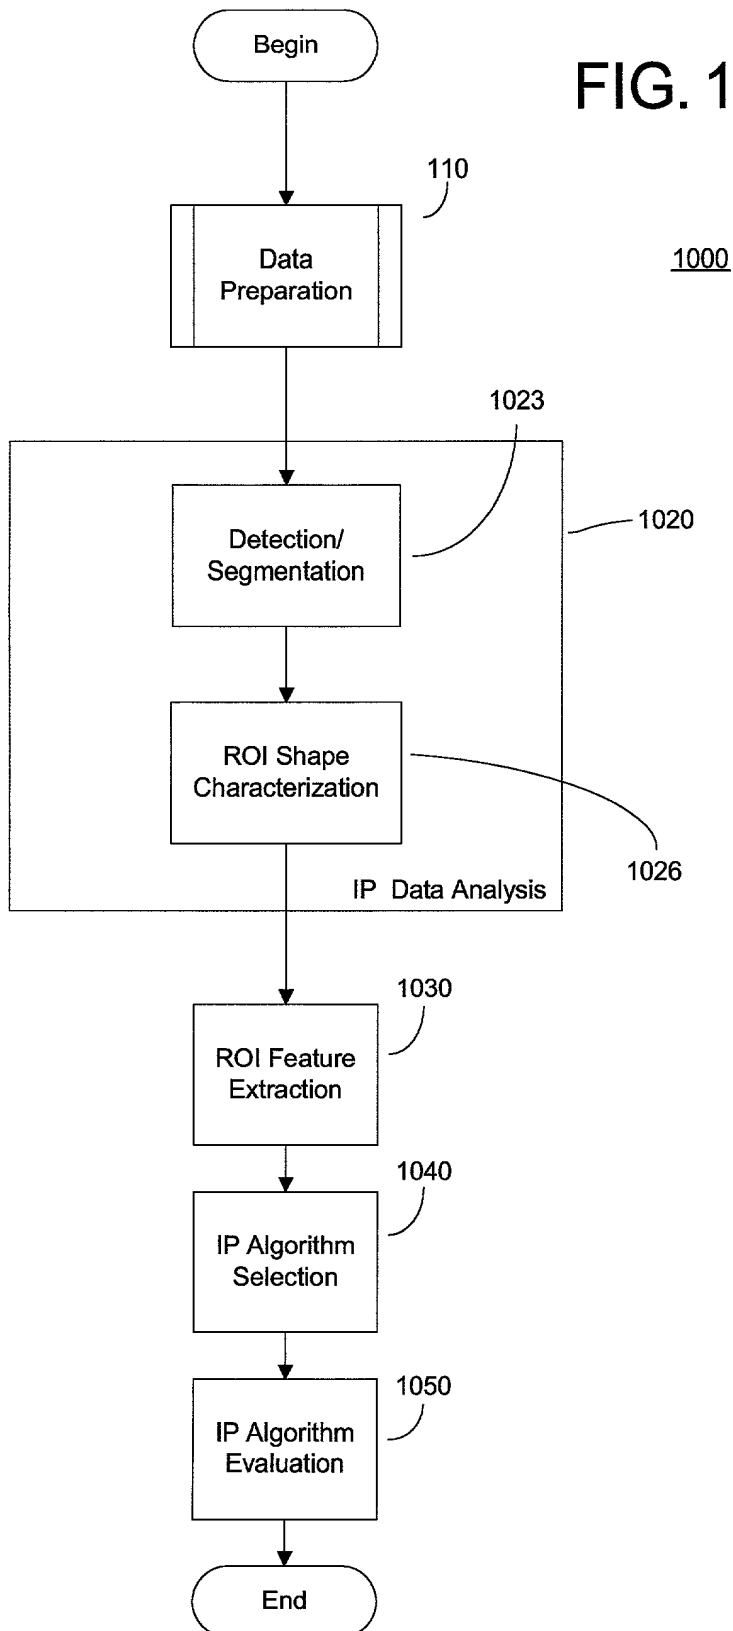 Begin
FIG. 1
110
Data
Preparation
1000
1023
Detection/
Segmentation
1020
ROI Shape
Characterization
1026
IP Data Analysis
1030
ROI Feature
Extraction
1040
IP Algorithm
Selection
1050
IP Algorithm
Evaluation
End